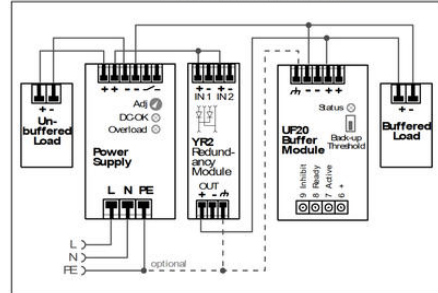 + -
Un-
buffered
Load
+ + - -
Adj
DC-OK
Overload
Power
Supply
L N PE
+ - + -
IN 1 IN 2
YR2
Redund-
ancy
Module
OUT
+ - -
- - + +
Status
UF20
Buffer
Module
Back-up
Threshold
9 Inhibit
8 Ready
7 Active
6 +
+ -
Buffered
Load
L
N
PE
optional